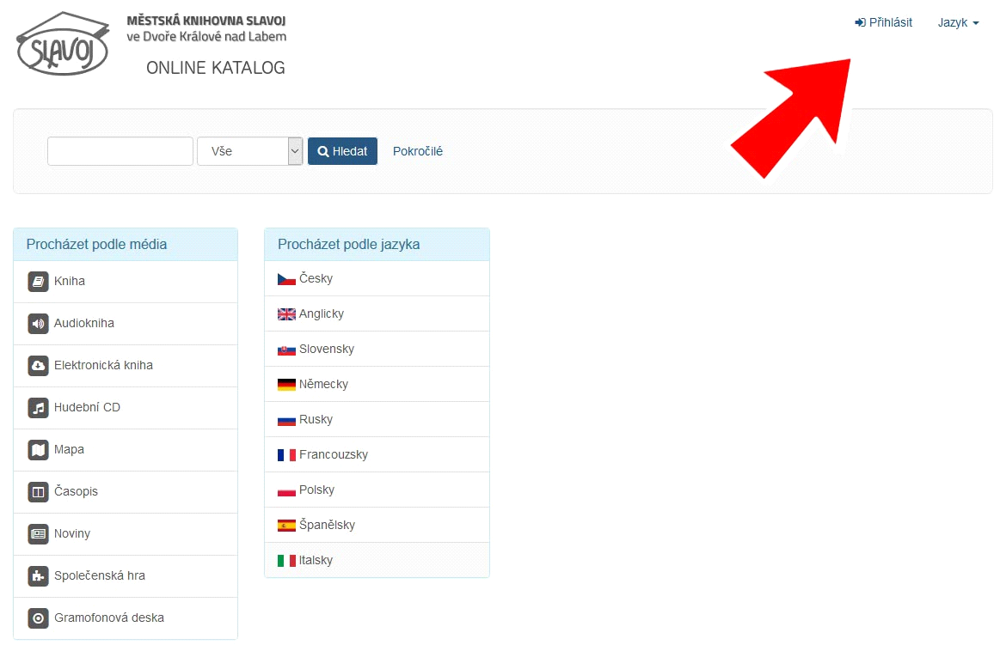 SLAVOJ
MĚSTSKÁ KNIHOVNA SLAVOJ
ve Dvoře Králové nad Labem
ONLINE KATALOG
Přihlásit
Jazyk
Vše
Hledat
Pokročilé
Procházet podle média
Kniha
Audiokniha
Elektronická kniha
Hudební CD
Mapa
Časopis
Noviny
Společenská hra
Gramofonová deska
Procházet podle jazyka
Česky
Anglicky
Slovensky
Německy
Rusky
Francouzsky
Polsky
Španělsky
Italsky